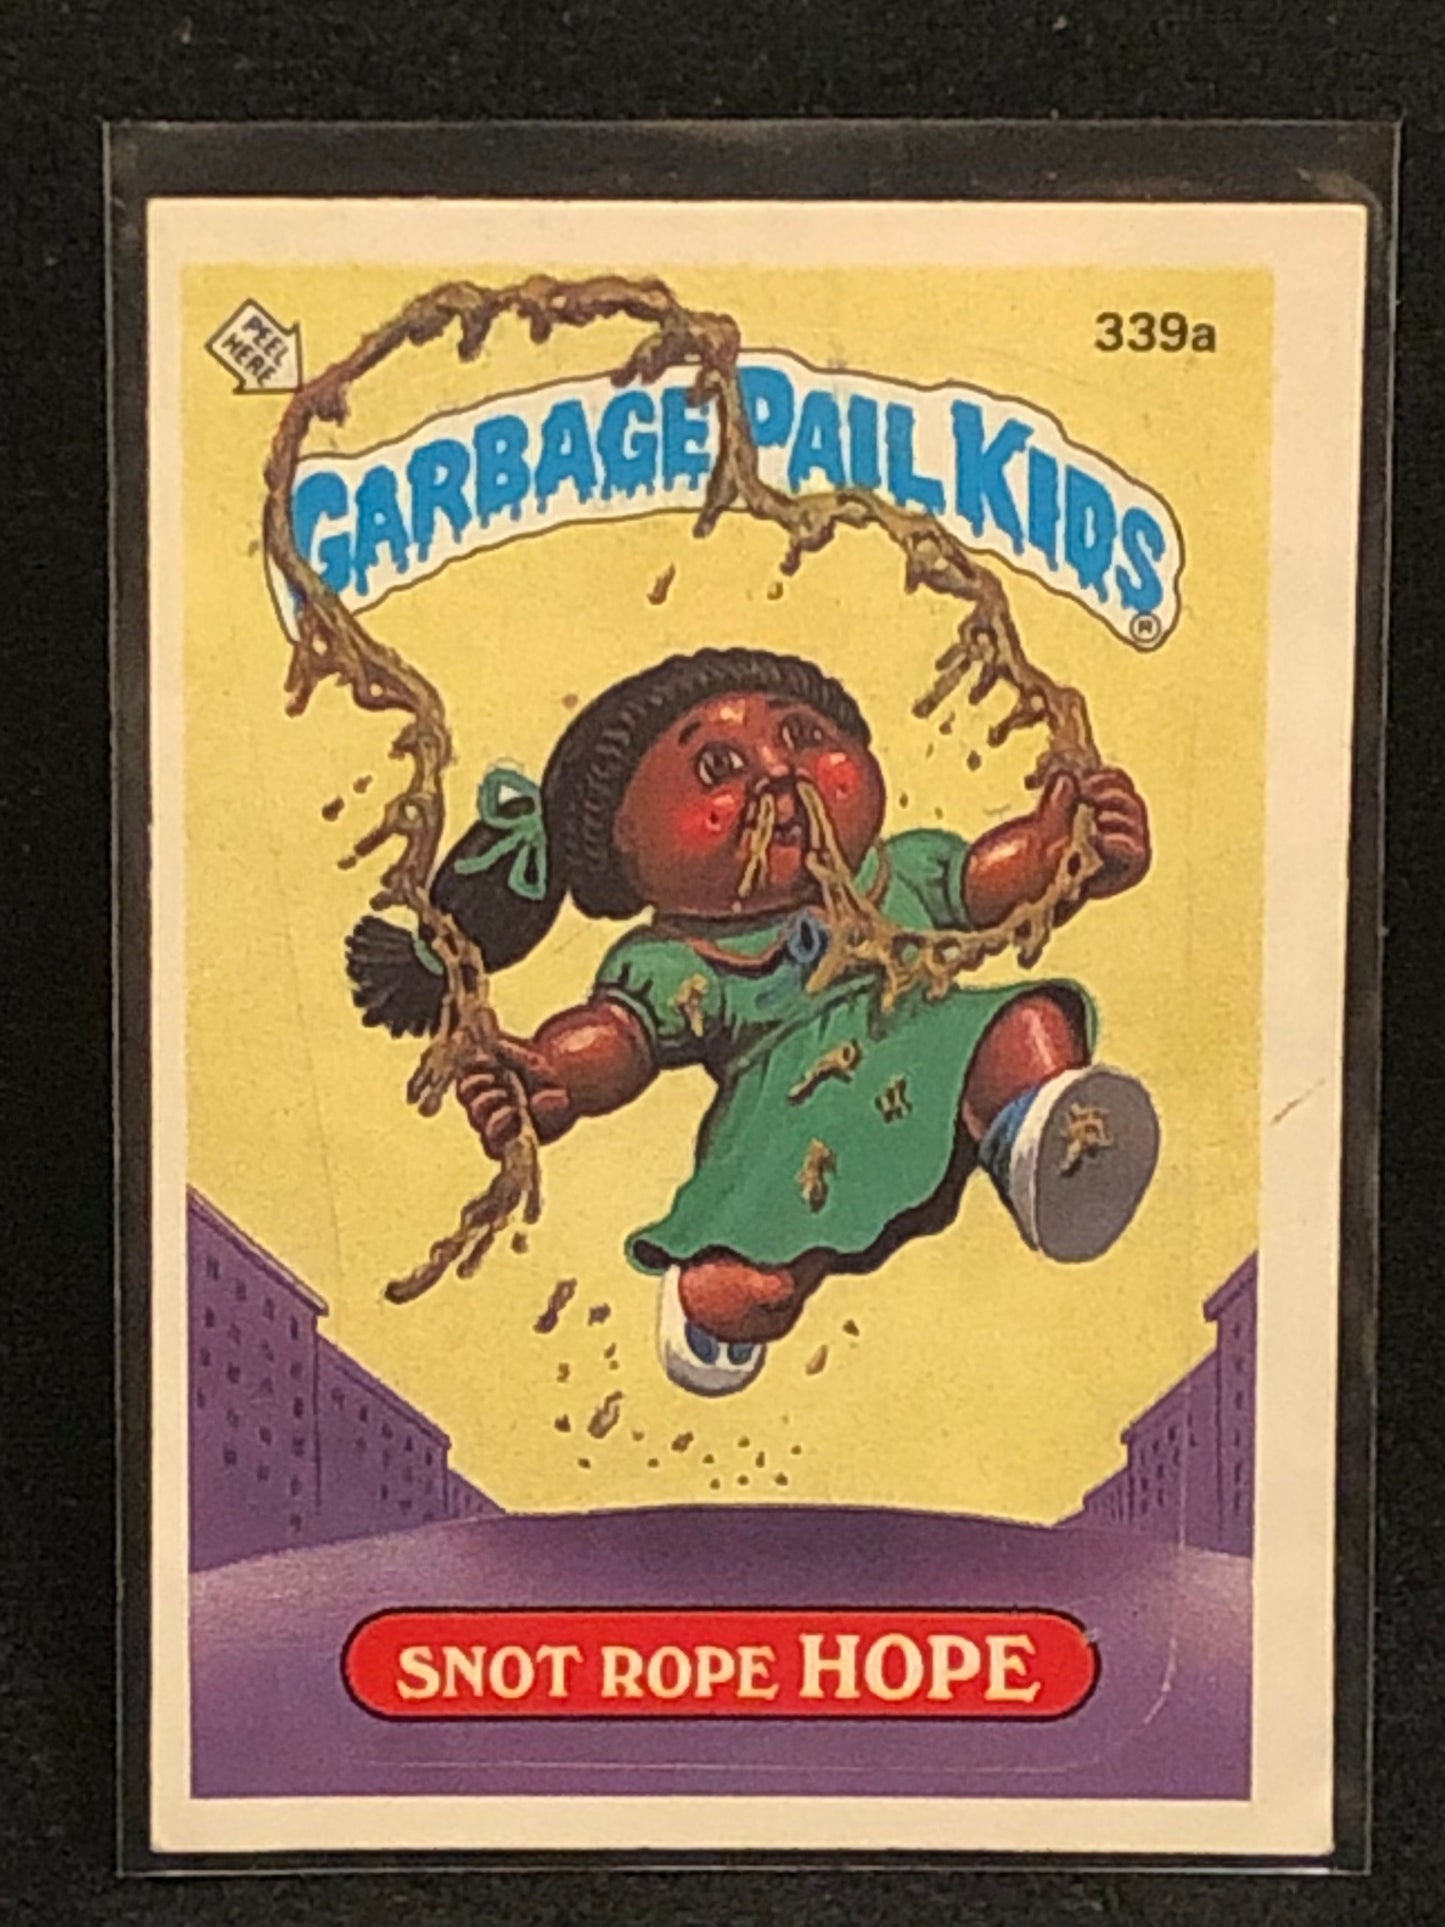 339a
PEEL
HERE
GARBAGE PAIL KIDS
®
SNOT ROPE HOPE